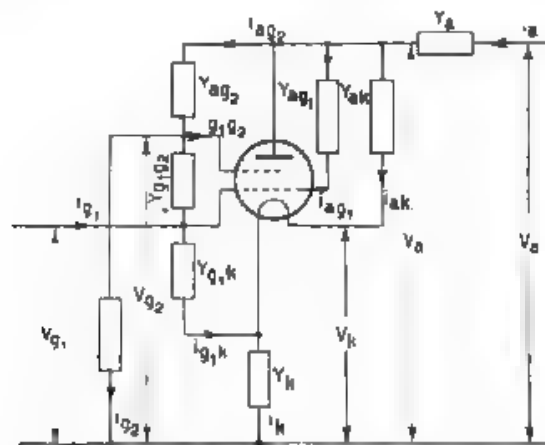 iag₂
Ya
a
Yag₂
Yag₁
Yak
g₁g₂
Yg₁g₂
iag₁
iak
ig₁
Yg₁k
Va
Va
Vg₂
Vk
Vg₁
ig₁k
Yk
ig₂
ik